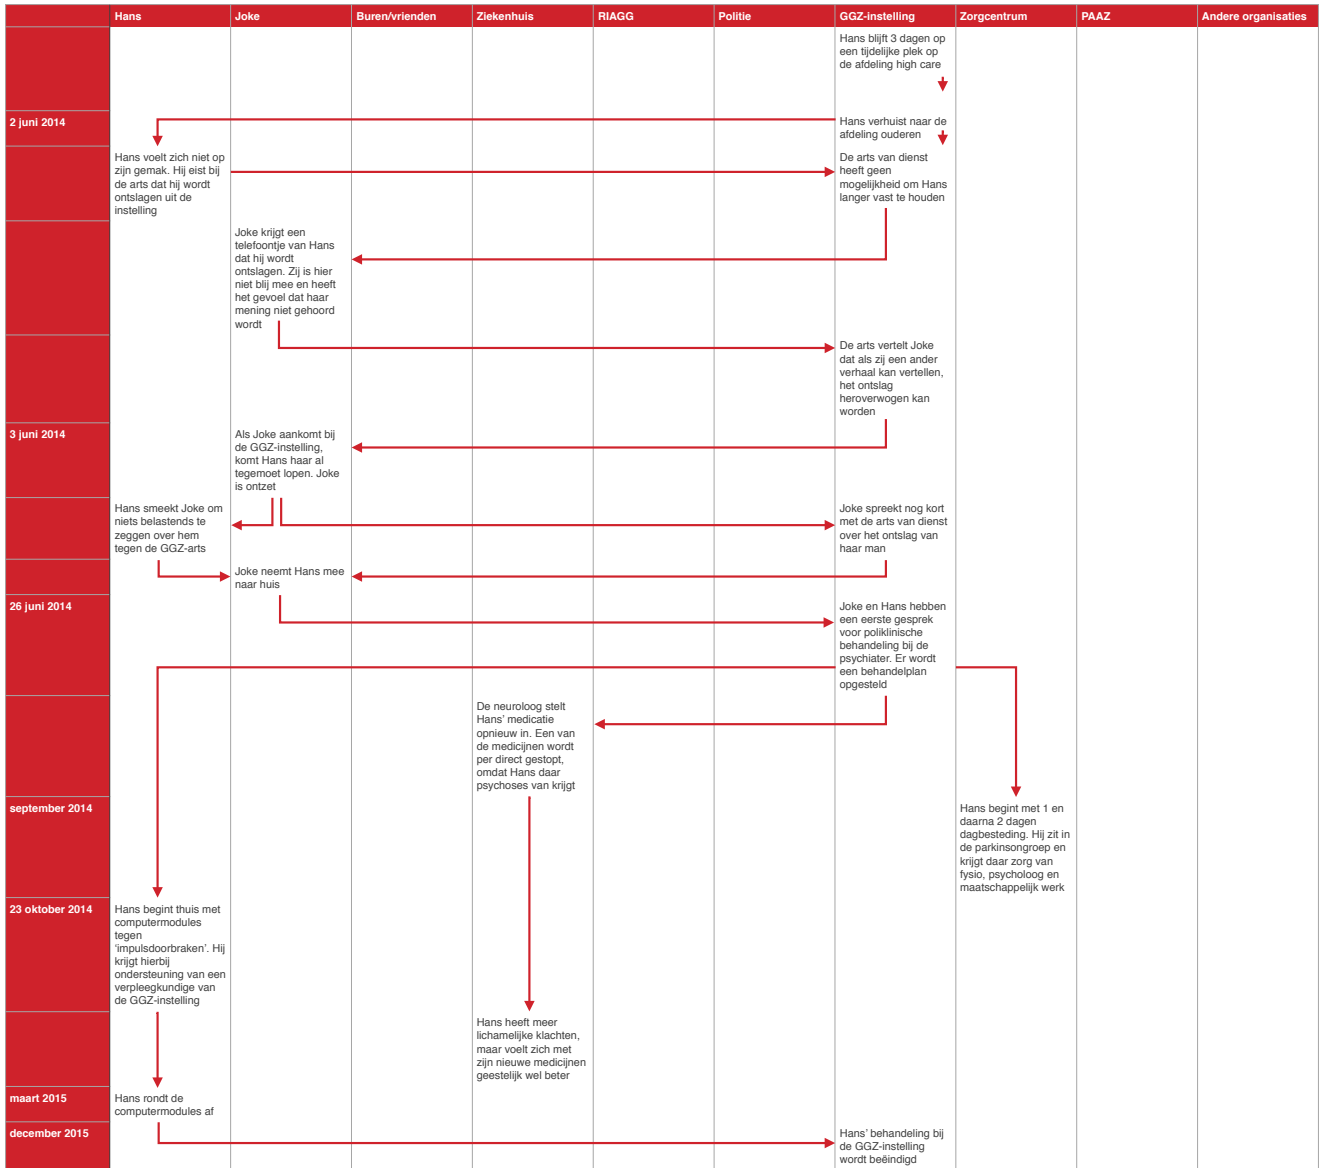 Hans
Joke
Buren/vrienden
Ziekenhuis
RIAGG
Politie
GGZ-instelling
Zorgcentrum
PAAZ
Andere organisaties
Hans blijft 3 dagen op
een tijdelijke plek op
de afdeling high care
2 juni 2014
Hans verhuist naar de
afdeling ouderen
Hans voelt zich niet op
zijn gemak. Hij eist bij
de arts dat hij wordt
ontslagen uit de
instelling
De arts van dienst
heeft geen
mogelijkheid om Hans
langer vast te houden
Joke krijgt een
telefoontje van Hans
dat hij wordt
ontslagen. Zij is hier
niet blij mee en heeft
het gevoel dat haar
mening niet gehoord
wordt
De arts vertelt Joke
dat als zij een ander
verhaal kan vertellen,
het ontslag
heroverwogen kan
worden
3 juni 2014
Als Joke aankomt bij
de GGZ-instelling,
komt Hans haar al
tegemoet lopen. Joke
is ontzet
Hans smeekt Joke om
niets belastends te
zeggen over hem
tegen de GGZ-arts
Joke spreekt nog kort
met de arts van dienst
over het ontslag van
haar man
Joke neemt Hans mee
naar huis
26 juni 2014
Joke en Hans hebben
een eerste gesprek
voor poliklinische
behandeling bij de
psychiater. Er wordt
een behandelplan
opgesteld
De neuroloog stelt
Hans’ medicatie
opnieuw in. Een van
de medicijnen wordt
per direct gestopt,
omdat Hans daar
psychoses van krijgt
september 2014
Hans begint met 1 en
daarna 2 dagen
dagbesteding. Hij zit in
de parkinsongroep en
krijgt daar zorg van
fysio, psycholoog en
maatschappelijk werk
23 oktober 2014
Hans begint thuis met
computermodules
tegen
‘impulsdoorbraken’. Hij
krijgt hierbij
ondersteuning van een
verpleegkundige van
de GGZ-instelling
Hans heeft meer
lichamelijke klachten,
maar voelt zich met
zijn nieuwe medicijnen
geestelijk wel beter
maart 2015
Hans rondt de
computermodules af
december 2015
Hans’ behandeling bij
de GGZ-instelling
wordt beëindigd